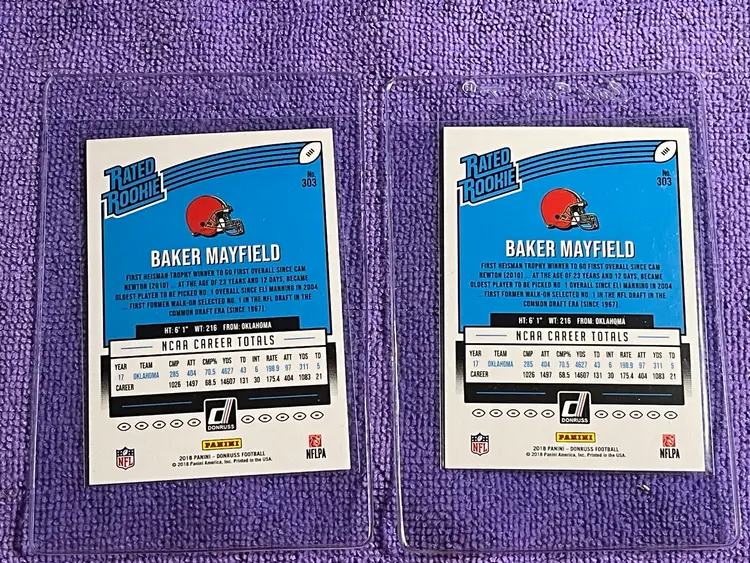 RATED
ROOKIE
No.
303
BAKER MAYFIELD
FIRST HEISMAN TROPHY WINNER TO GO FIRST OVERALL SINCE CAM
NEWTON (2010) ... AT THE AGE OF 23 YEARS AND 12 DAYS, BECAME
OLDEST PLAYER TO BE PICKED NO. 1 OVERALL SINCE ELI MANNING IN 2004
... FIRST FORMER WALK-ON SELECTED NO. 1 IN THE NFL DRAFT IN THE
COMMON DRAFT ERA (SINCE 1967).
HT: 6' 1" WT: 216 FROM: OKLAHOMA
NCAA CAREER TOTALS
YEAR TEAM CMP ATT CMP% YDS TD INT RAT ATT YDS TD
17 OKLAHOMA 285 404 70.5 4627 43 6 198.9 97 311 5
CAREER 1026 1497 68.5 14607 131 30 175.4 404 1083 21
DONRUSS
PANINI
NFL
NFLPA
2018 PANINI - DONRUSS FOOTBALL
© 2018 Panini America, Inc. Printed in the USA.
RATED
ROOKIE
No.
303
BAKER MAYFIELD
FIRST HEISMAN TROPHY WINNER TO GO FIRST OVERALL SINCE CAM
NEWTON (2010) ... AT THE AGE OF 23 YEARS AND 12 DAYS, BECAME
OLDEST PLAYER TO BE PICKED NO. 1 OVERALL SINCE ELI MANNING IN 2004
... FIRST FORMER WALK-ON SELECTED NO. 1 IN THE NFL DRAFT IN THE
COMMON DRAFT ERA (SINCE 1967).
HT: 6' 1" WT: 216 FROM: OKLAHOMA
NCAA CAREER TOTALS
YEAR TEAM CMP ATT CMP% YDS TD INT RAT ATT YDS TD
17 OKLAHOMA 285 404 70.5 4627 43 6 198.9 97 311 5
CAREER 1026 1497 68.5 14607 131 30 175.4 404 1083 21
DONRUSS
PANINI
NFL
NFLPA
2018 PANINI - DONRUSS FOOTBALL
© 2018 Panini America, Inc. Printed in the USA.